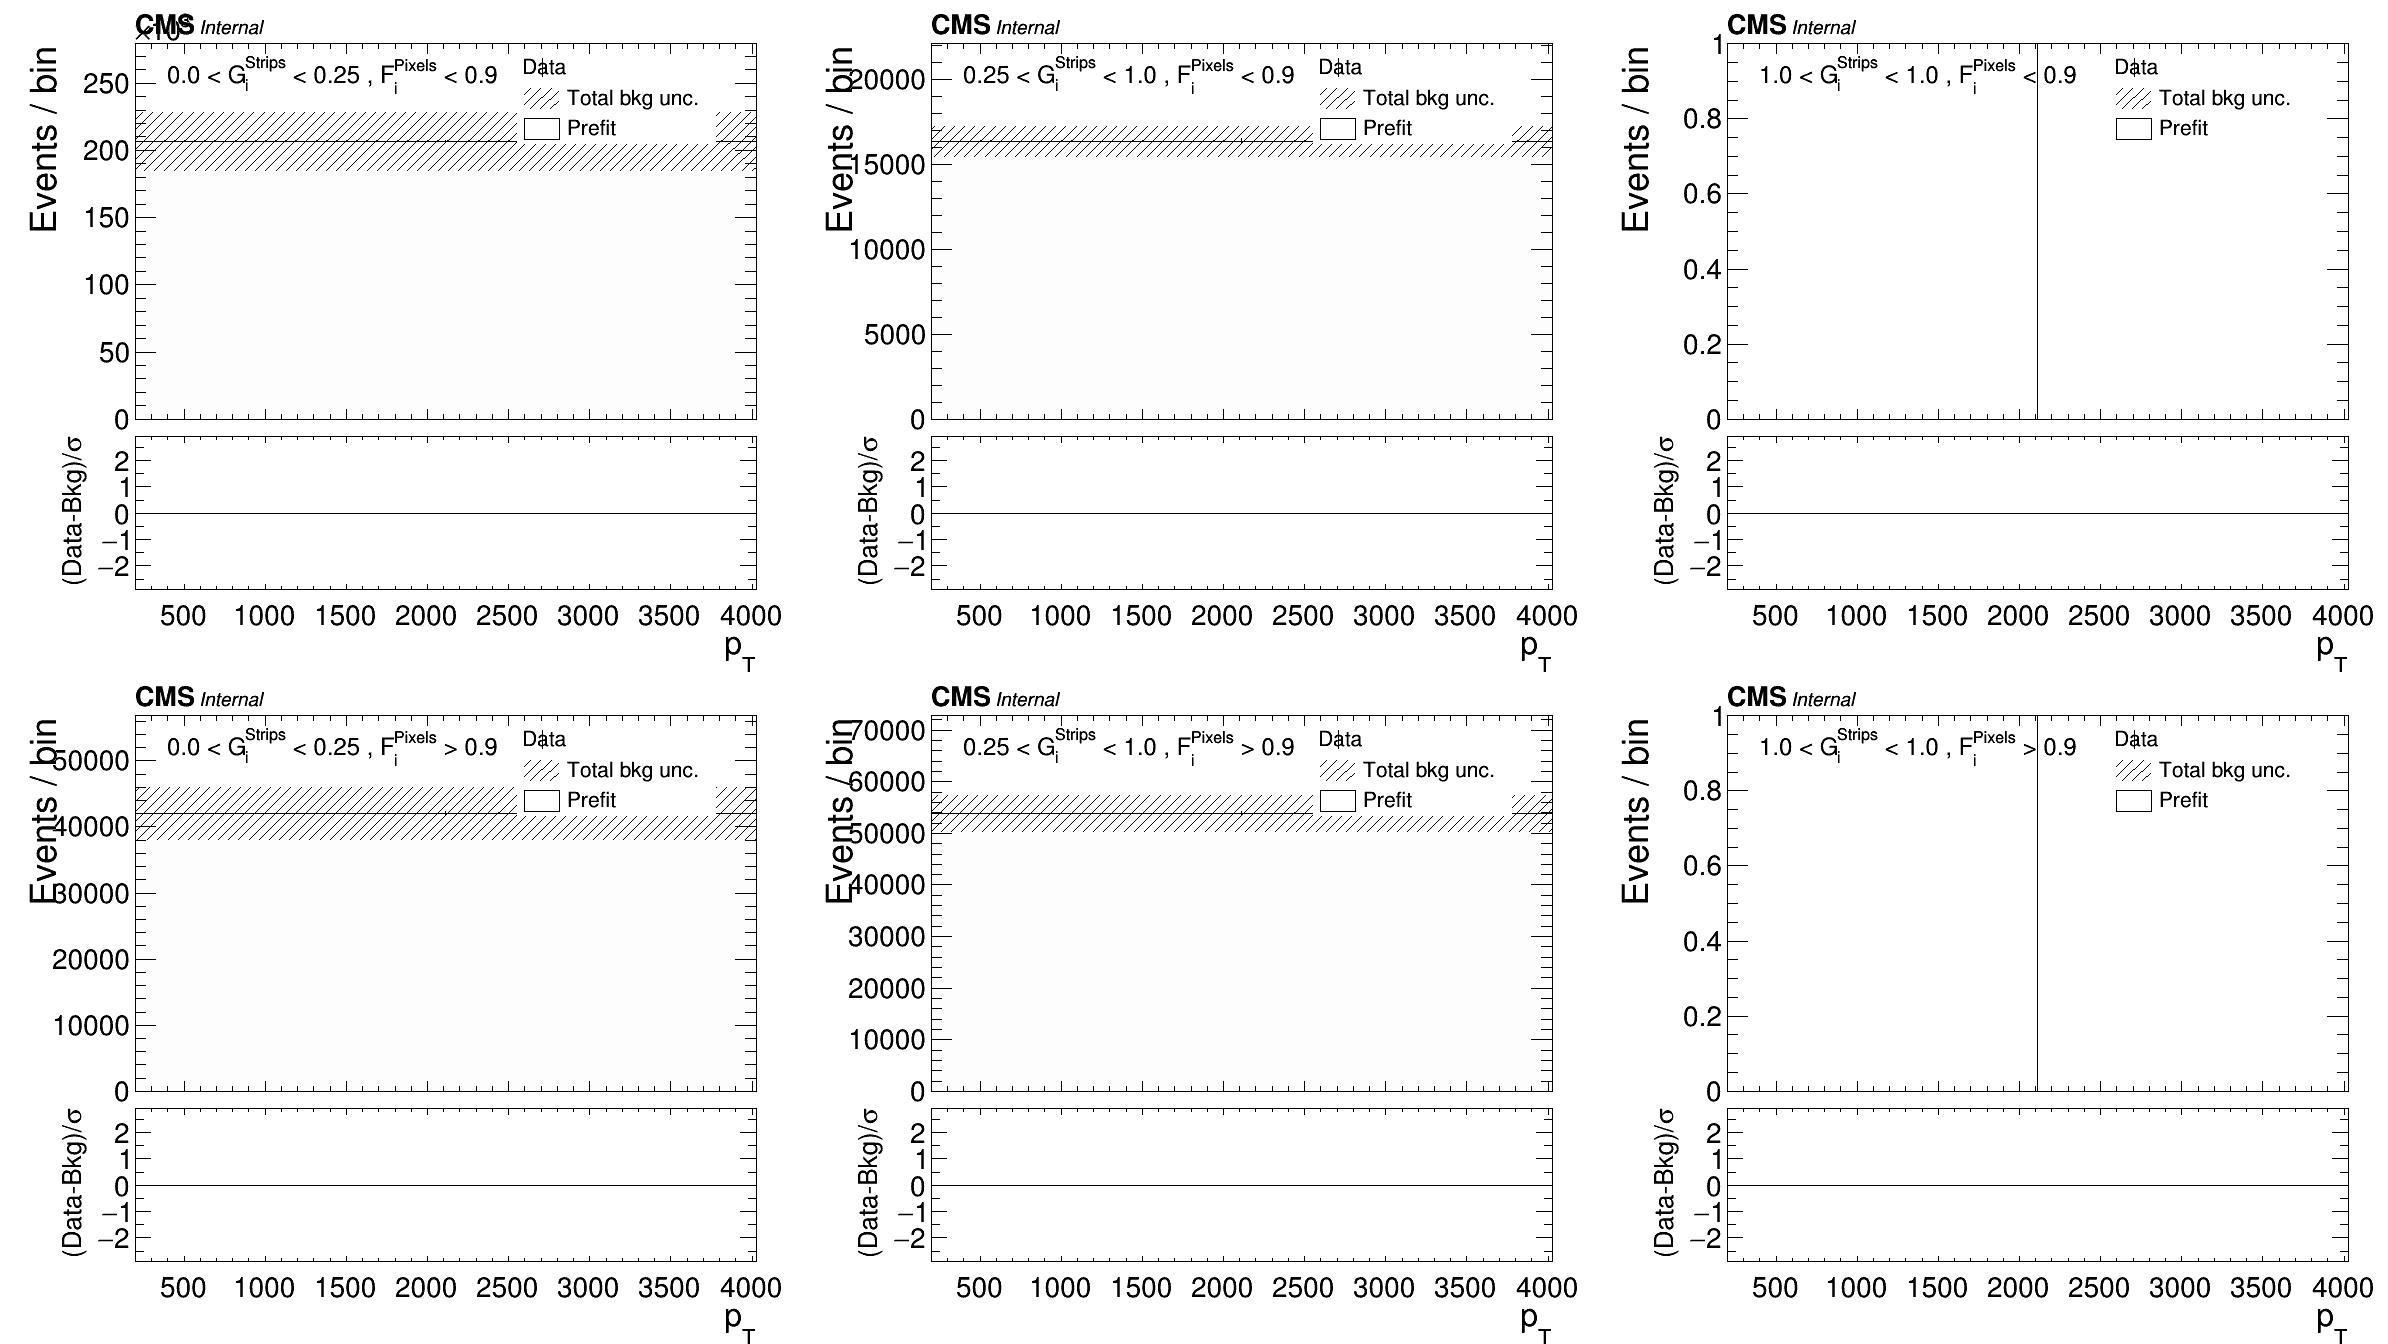 CMS Internal
×10³
Events / bin
0.0 < G_i^Strips < 0.25 , F_i^Pixels < 0.9
Data
Total bkg unc.
Prefit
250
200
150
100
50
0
(Data-Bkg)/σ
2
1
0
−1
−2
500 1000 1500 2000 2500 3000 3500 4000
p_T
CMS Internal
Events / bin
0.25 < G_i^Strips < 1.0 , F_i^Pixels < 0.9
Data
Total bkg unc.
Prefit
20000
15000
10000
5000
0
(Data-Bkg)/σ
2
1
0
−1
−2
500 1000 1500 2000 2500 3000 3500 4000
p_T
CMS Internal
Events / bin
1.0 < G_i^Strips < 1.0 , F_i^Pixels < 0.9
Data
Total bkg unc.
Prefit
1
0.8
0.6
0.4
0.2
0
(Data-Bkg)/σ
2
1
0
−1
−2
500 1000 1500 2000 2500 3000 3500 4000
p_T
CMS Internal
Events / bin
0.0 < G_i^Strips < 0.25 , F_i^Pixels > 0.9
Data
Total bkg unc.
Prefit
50000
40000
30000
20000
10000
0
(Data-Bkg)/σ
2
1
0
−1
−2
500 1000 1500 2000 2500 3000 3500 4000
p_T
CMS Internal
Events / bin
0.25 < G_i^Strips < 1.0 , F_i^Pixels > 0.9
Data
Total bkg unc.
Prefit
70000
60000
50000
40000
30000
20000
10000
0
(Data-Bkg)/σ
2
1
0
−1
−2
500 1000 1500 2000 2500 3000 3500 4000
p_T
CMS Internal
Events / bin
1.0 < G_i^Strips < 1.0 , F_i^Pixels > 0.9
Data
Total bkg unc.
Prefit
1
0.8
0.6
0.4
0.2
0
(Data-Bkg)/σ
2
1
0
−1
−2
500 1000 1500 2000 2500 3000 3500 4000
p_T